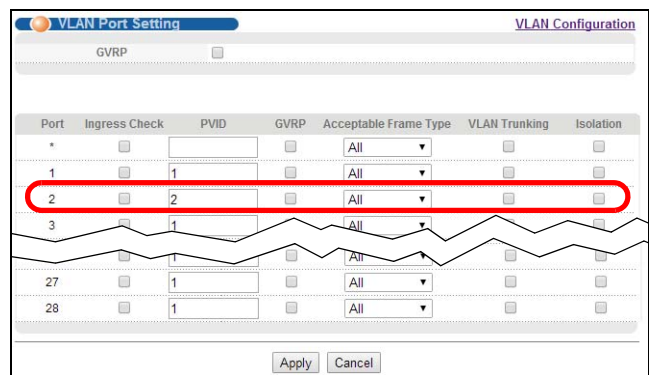 VLAN Port Setting VLAN Configuration
GVRP
Port Ingress Check PVID GVRP Acceptable Frame Type VLAN Trunking Isolation
* All
1 1 All
2 2 All
3 1 All
All
27 1 All
28 1 All
Apply Cancel